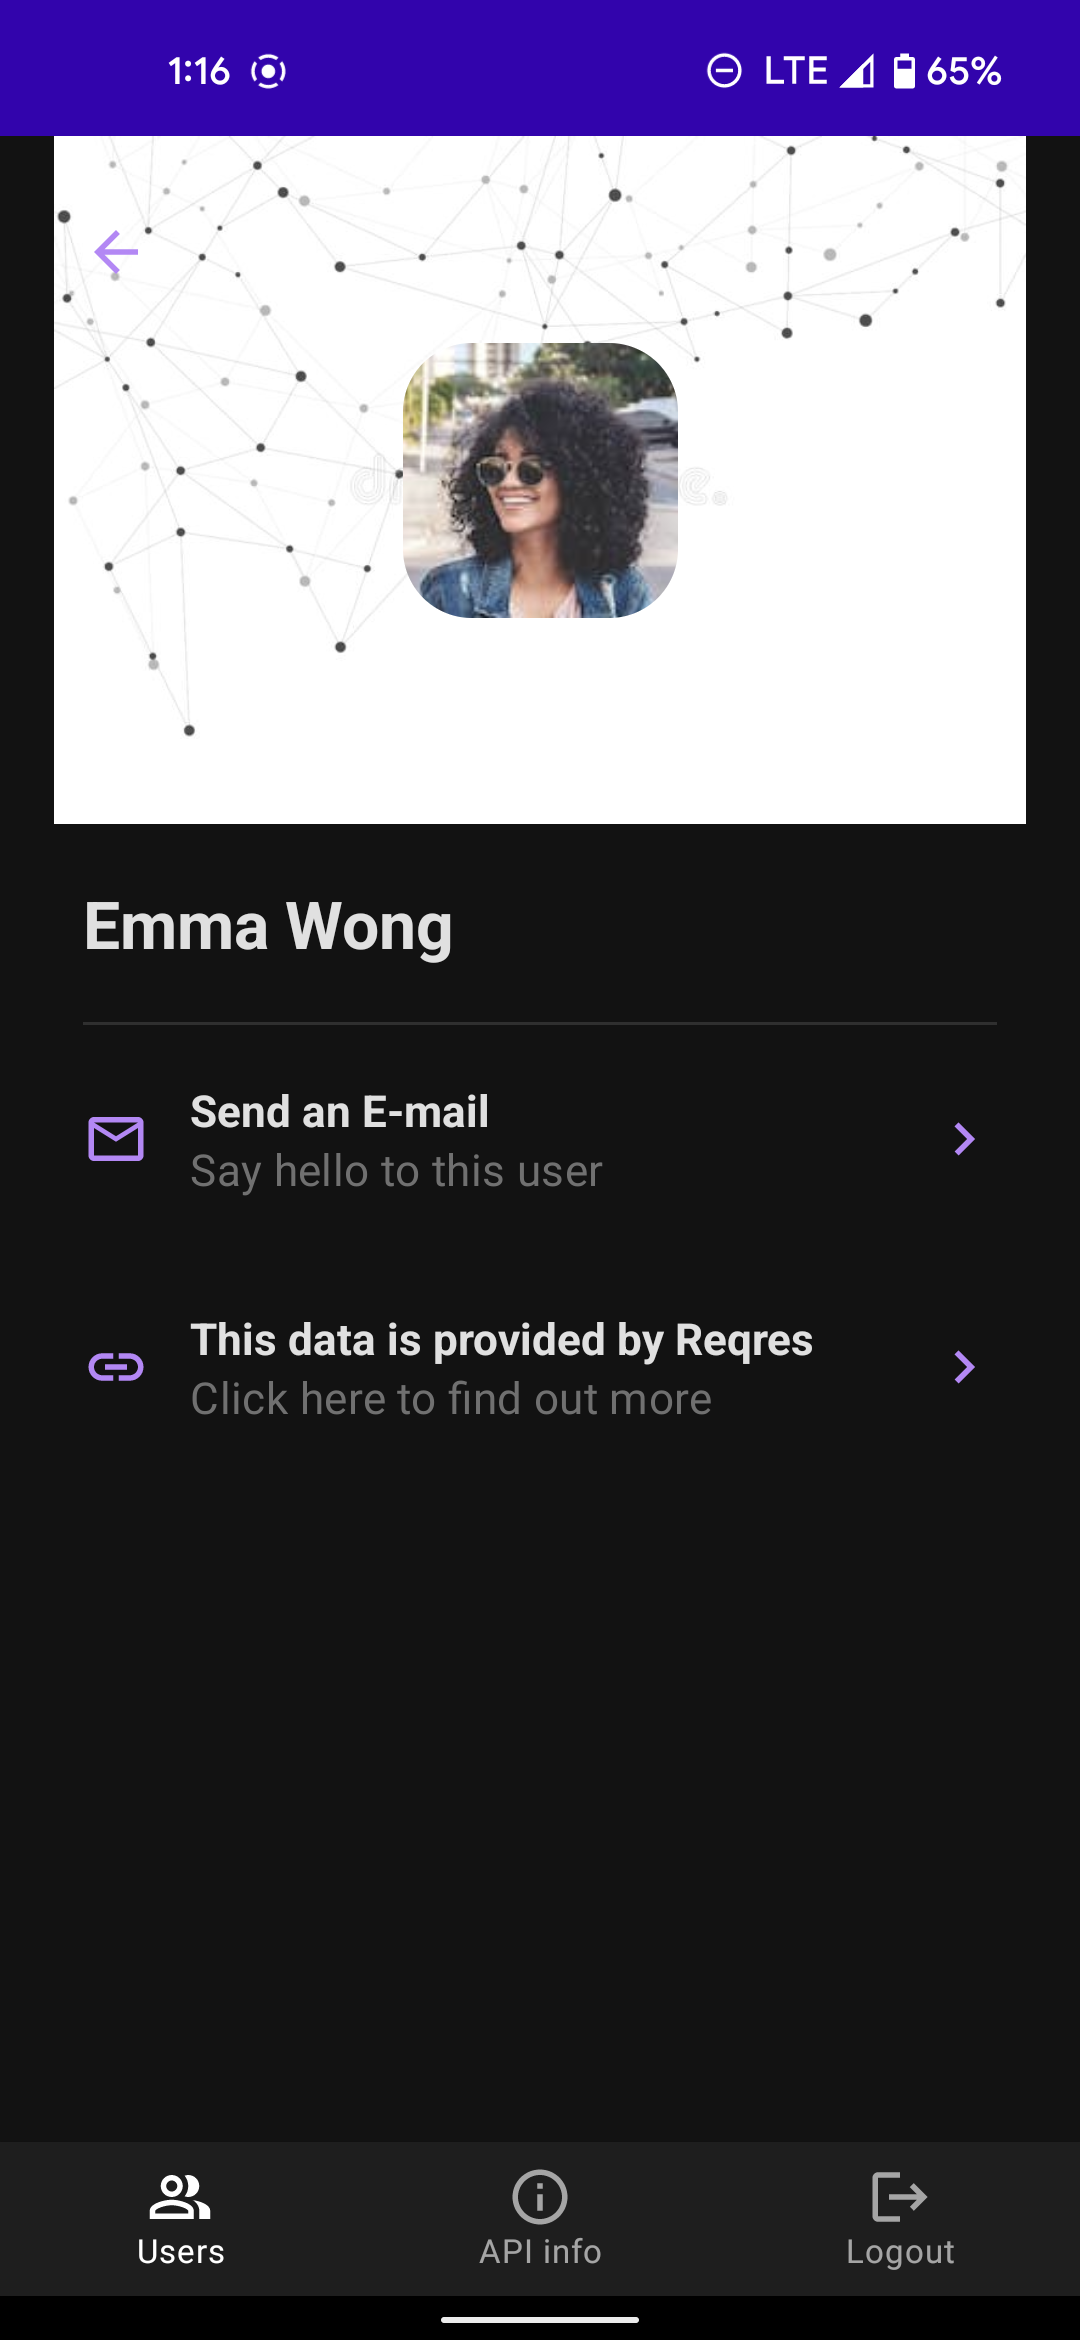 1:16 LTE 65%
Emma Wong
Send an E-mail
Say hello to this user
This data is provided by Reqres
Click here to find out more
Users API info Logout